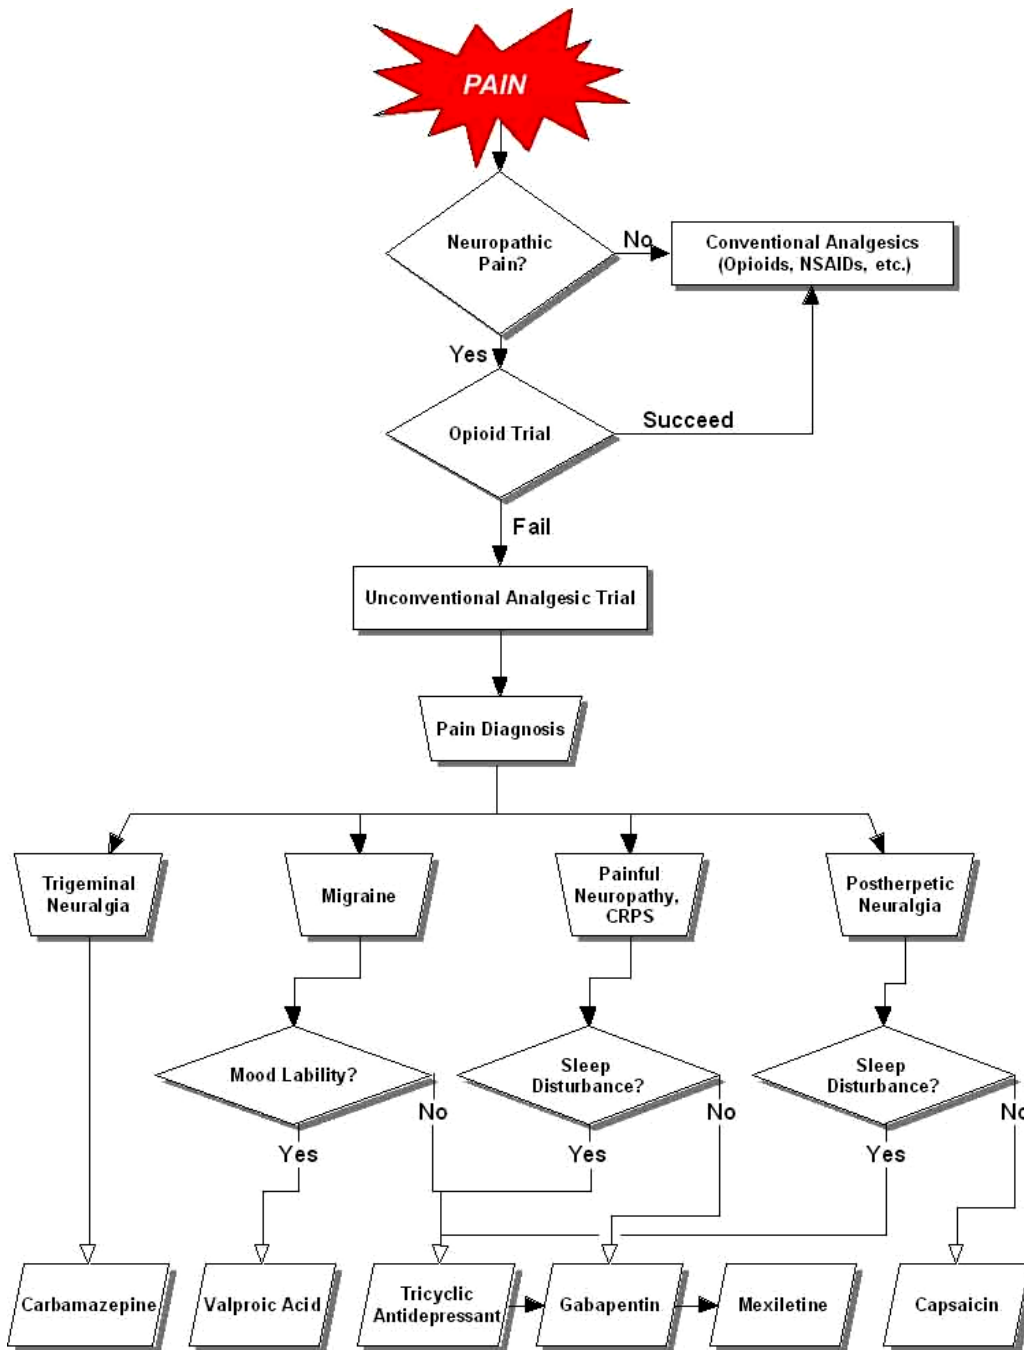 PAIN
Neuropathic
Pain?
No
Conventional Analgesics
(Opioids, NSAIDs, etc.)
Yes
Opioid Trial
Succeed
Fail
Unconventional Analgesic Trial
Pain Diagnosis
Trigeminal
Neuralgia
Migraine
Painful
Neuropathy,
CRPS
Postherpetic
Neuralgia
Mood Lability?
Sleep
Disturbance?
Sleep
Disturbance?
No
No
No
Yes
Yes
Yes
Carbamazepine
Valproic Acid
Tricyclic
Antidepressant
Gabapentin
Mexiletine
Capsaicin